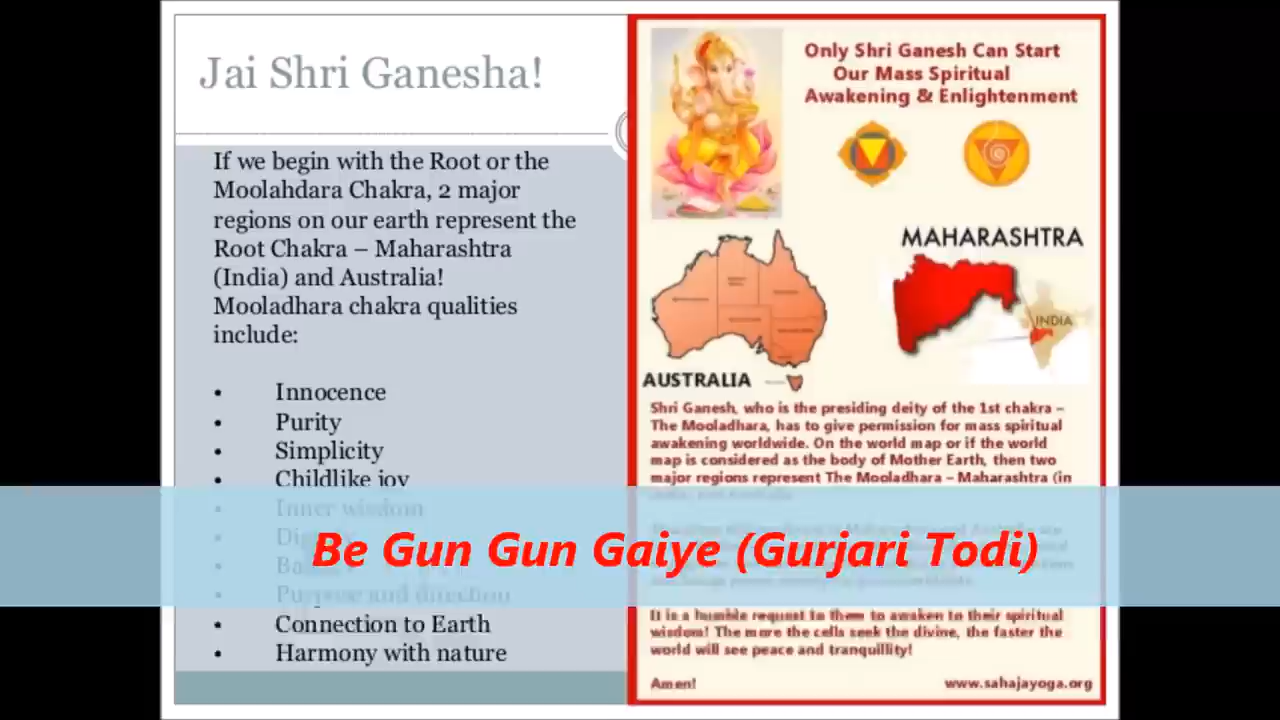 Jai Shri Ganesha!
If we begin with the Root or the
Moolahdara Chakra, 2 major
regions on our earth represent the
Root Chakra – Maharashtra
(India) and Australia!
Mooladhara chakra qualities
include:
• Innocence
• Purity
• Simplicity
• Childlike joy
• Inner wisdom
• Purpose and direction
• Connection to Earth
• Harmony with nature
Only Shri Ganesh Can Start
Our Mass Spiritual
Awakening & Enlightenment
MAHARASHTRA
INDIA
AUSTRALIA
Shri Ganesh, who is the presiding deity of the 1st chakra –
The Mooladhara, has to give permission for mass spiritual
awakening worldwide. On the world map or if the world
map is considered as the body of Mother Earth, then two
major regions represent The Mooladhara – Maharashtra (in
Be Gun Gun Gaiye (Gurjari Todi)
It is a humble request to them to awaken to their spiritual
wisdom! The more the cells seek the divine, the faster the
world will see peace and tranquillity!
Amen!
www.sahajayoga.org